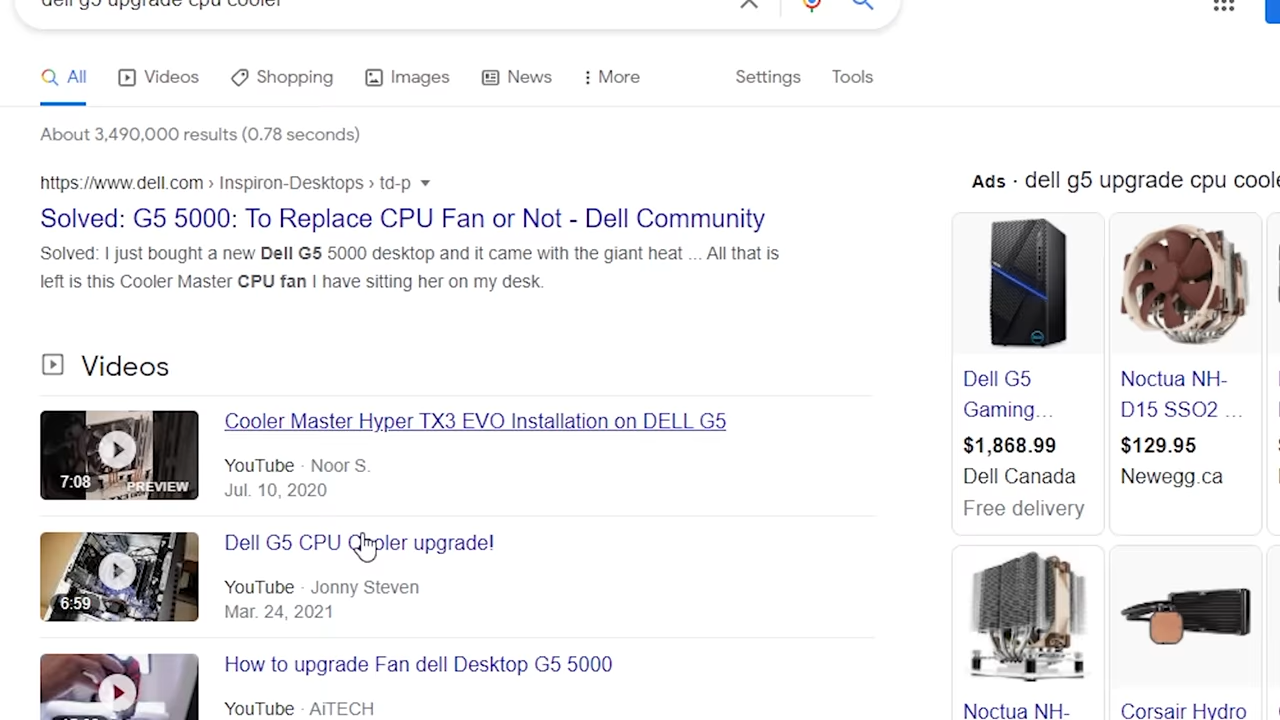 dell g5 upgrade cpu cooler
All
Videos
Shopping
Images
News
More
Settings
Tools
About 3,490,000 results (0.78 seconds)
https://www.dell.com › Inspiron-Desktops › td-p
Solved: G5 5000: To Replace CPU Fan or Not - Dell Community
Solved: I just bought a new Dell G5 5000 desktop and it came with the giant heat ... All that is
left is this Cooler Master CPU fan I have sitting her on my desk.
Videos
Cooler Master Hyper TX3 EVO Installation on DELL G5
YouTube · Noor S.
Jul. 10, 2020
7:08
PREVIEW
Dell G5 CPU Cooler upgrade!
YouTube · Jonny Steven
Mar. 24, 2021
6:59
How to upgrade Fan dell Desktop G5 5000
YouTube · AiTECH
Ads · dell g5 upgrade cpu coole
Dell G5
Gaming...
$1,868.99
Dell Canada
Free delivery
Noctua NH-
D15 SSO2 ...
$129.95
Newegg.ca
Noctua NH-
Corsair Hydro